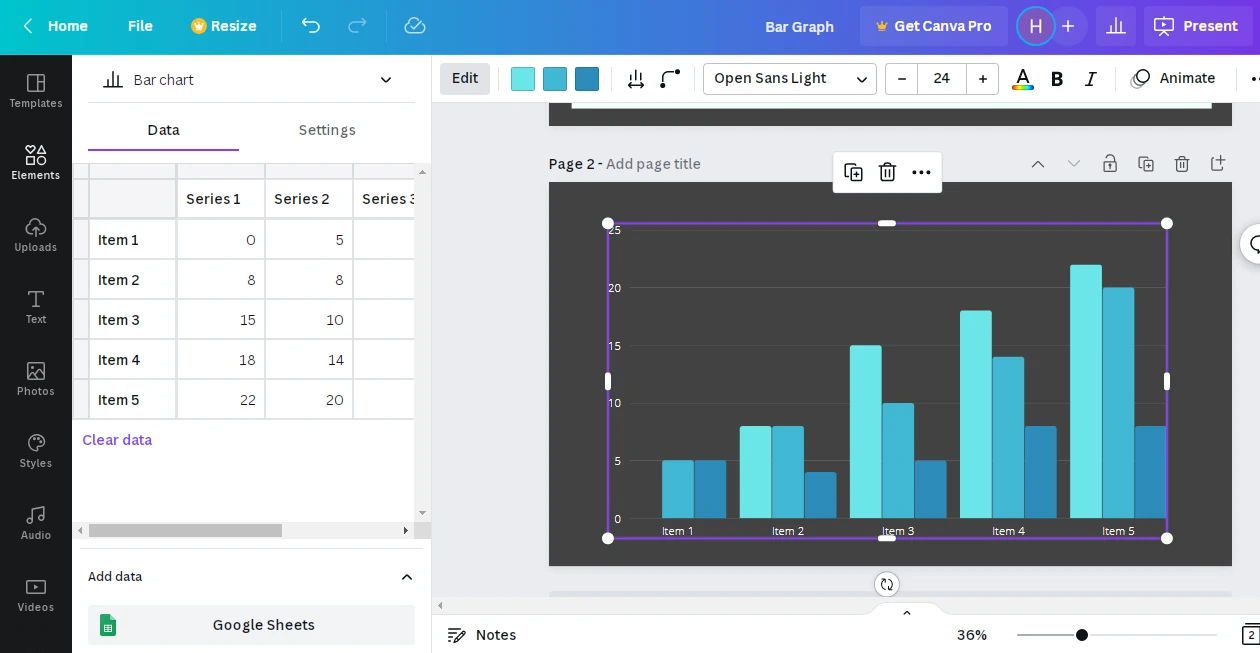 Home
File
Resize
Bar Graph
Get Canva Pro
H
Present
Templates
Elements
Uploads
Text
Photos
Styles
Audio
Videos
Bar chart
Data
Settings
Series 1
Series 2
Series 3
Item 1
0
5
Item 2
8
8
Item 3
15
10
Item 4
18
14
Item 5
22
20
Clear data
Add data
Google Sheets
Edit
Open Sans Light
– 24 +
A
B
I
Animate
Page 2 - Add page title
25
20
15
10
5
0
Item 1
Item 2
Item 3
Item 4
Item 5
Notes
36%
2